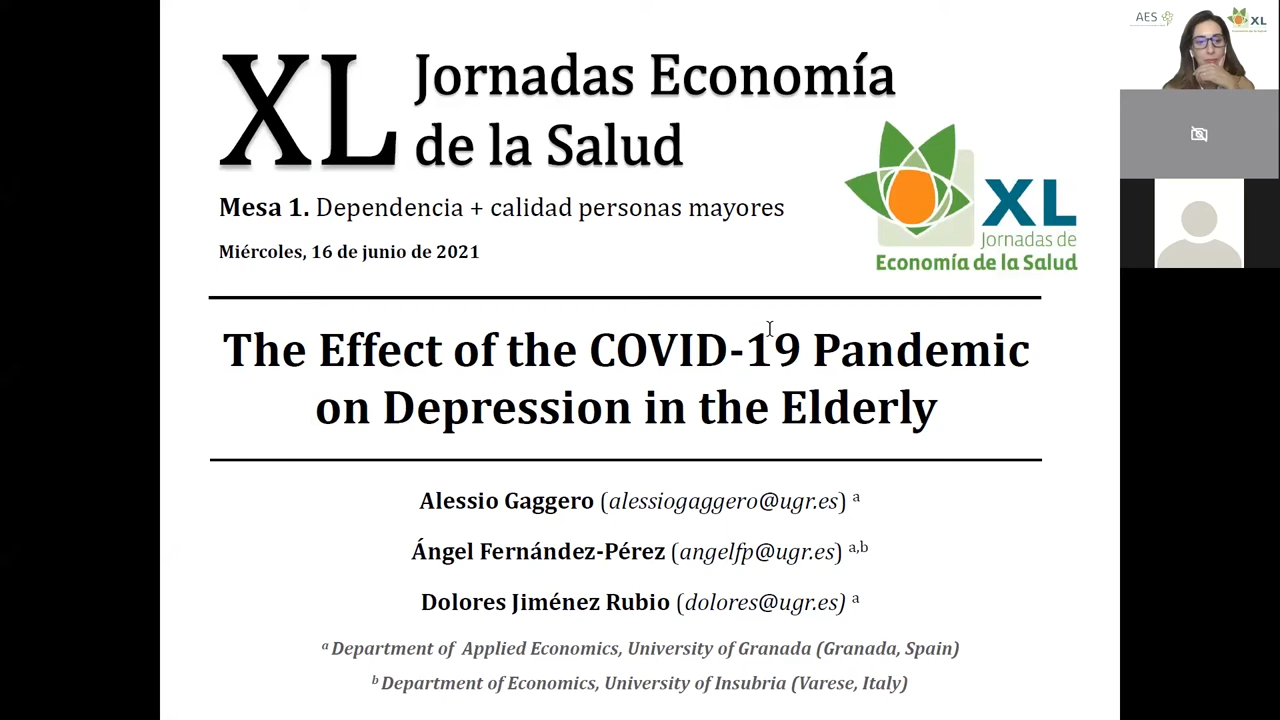 XL Jornadas Economía
de la Salud
Mesa 1. Dependencia + calidad personas mayores
Miércoles, 16 de junio de 2021
XL
Jornadas de
Economía de la Salud
The Effect of the COVID-19 Pandemic
on Depression in the Elderly
Alessio Gaggero (alessiogaggero@ugr.es) a
Ángel Fernández-Pérez (angelfp@ugr.es) a,b
Dolores Jiménez Rubio (dolores@ugr.es) a
a Department of Applied Economics, University of Granada (Granada, Spain)
b Department of Economics, University of Insubria (Varese, Italy)
AES
XL